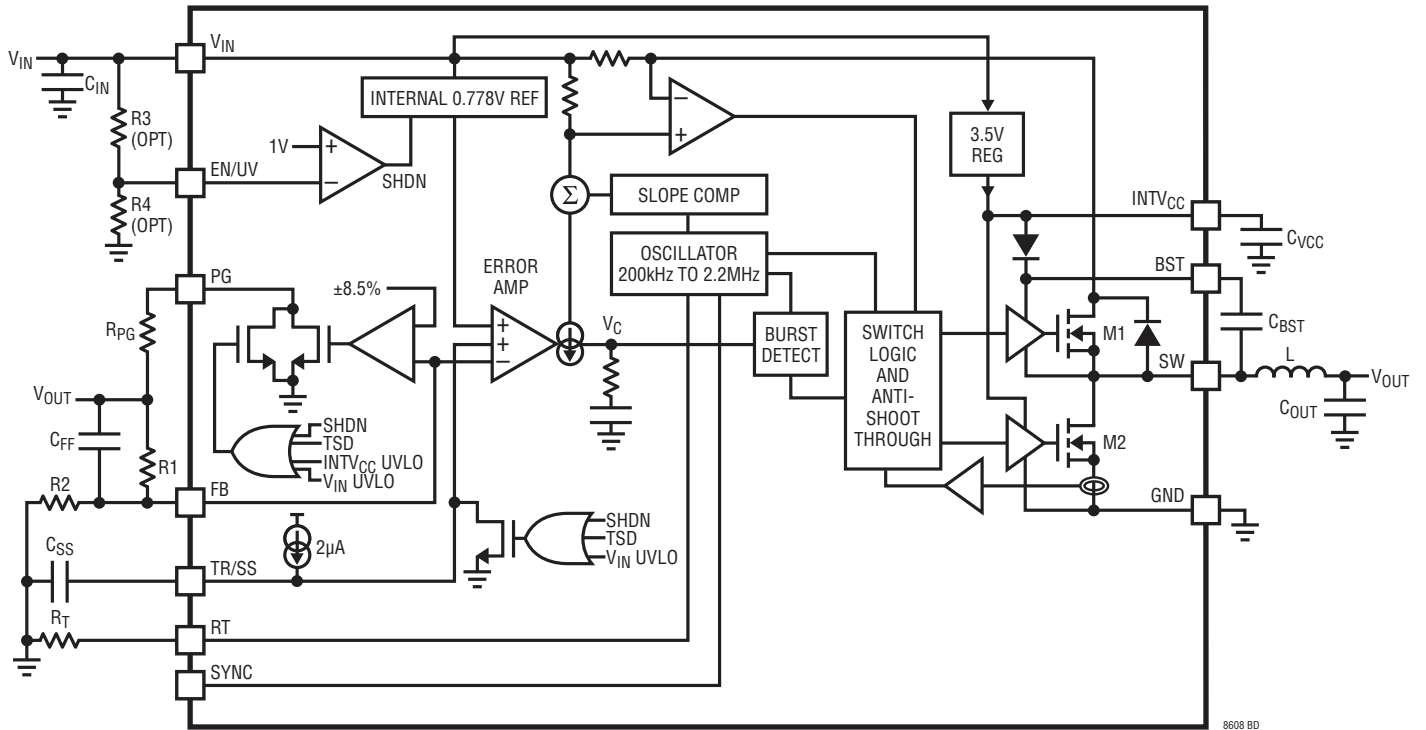 VIN
VIN
CIN
R3
(OPT)
INTERNAL 0.778V REF
–
+
3.5V
REG
1V
+
–
EN/UV
SHDN
R4
(OPT)
Σ
SLOPE COMP
INTVCC
CVCC
OSCILLATOR
200kHz TO 2.2MHz
PG
±8.5%
ERROR
AMP
BST
RPG
+
+
–
VC
BURST
DETECT
SWITCH
LOGIC
AND
ANTI-
SHOOT
THROUGH
M1
CBST
SW
L
VOUT
VOUT
COUT
CFF
R1
SHDN
TSD
INTVCC UVLO
VIN UVLO
M2
R2
FB
GND
CSS
2µA
SHDN
TSD
VIN UVLO
TR/SS
RT
RT
SYNC
8608 BD